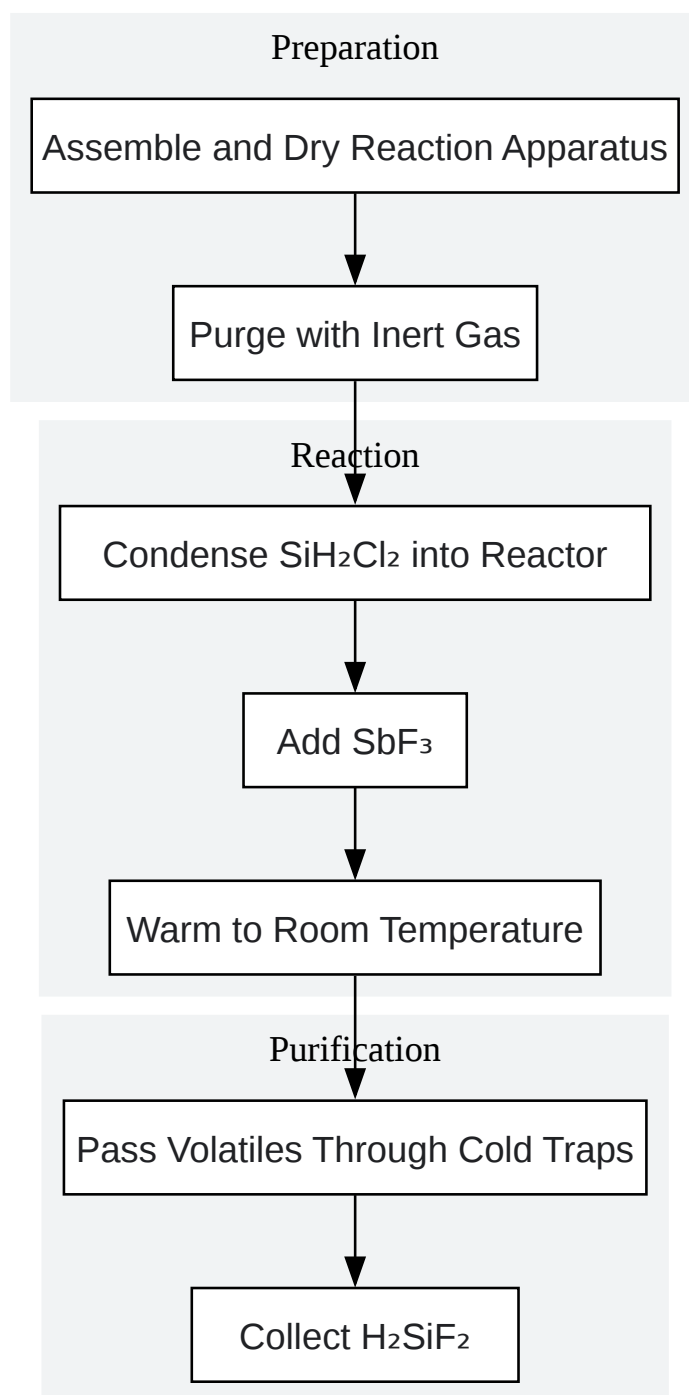 Preparation
Assemble and Dry Reaction Apparatus
Purge with Inert Gas
Reaction
Condense SiH₂Cl₂ into Reactor
Add SbF₃
Warm to Room Temperature
Purification
Pass Volatiles Through Cold Traps
Collect H₂SiF₂